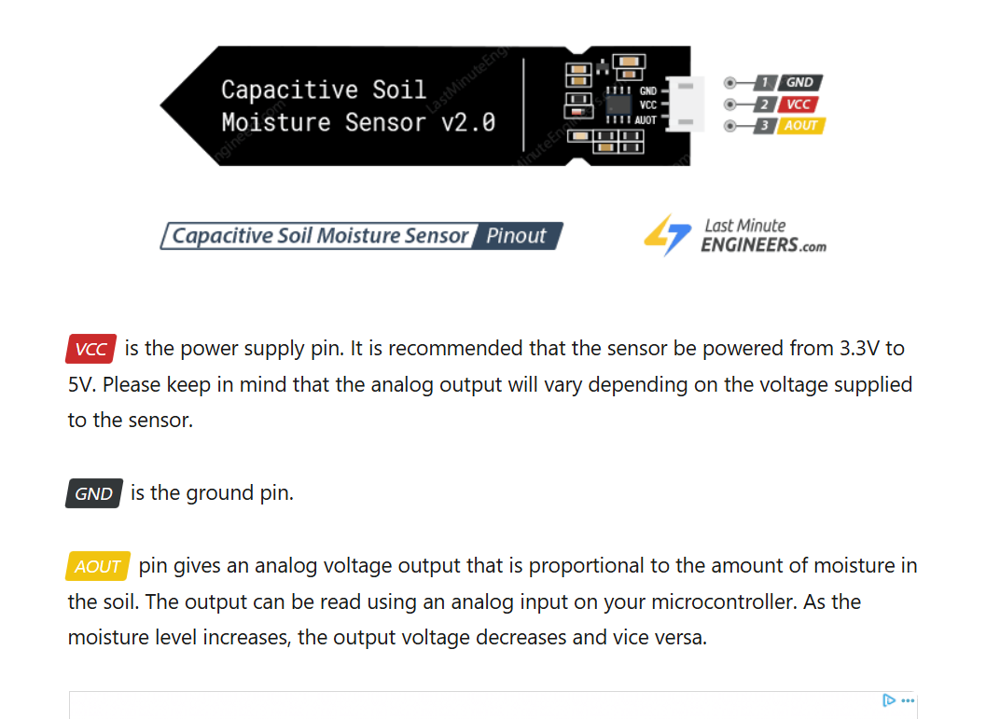 Capacitive Soil
Moisture Sensor v2.0
GND
VCC
AUOT
1 GND
2 VCC
3 AOUT
Capacitive Soil Moisture Sensor Pinout
Last Minute
ENGINEERS.com
VCC is the power supply pin. It is recommended that the sensor be powered from 3.3V to
5V. Please keep in mind that the analog output will vary depending on the voltage supplied
to the sensor.
GND is the ground pin.
AOUT pin gives an analog voltage output that is proportional to the amount of moisture in
the soil. The output can be read using an analog input on your microcontroller. As the
moisture level increases, the output voltage decreases and vice versa.